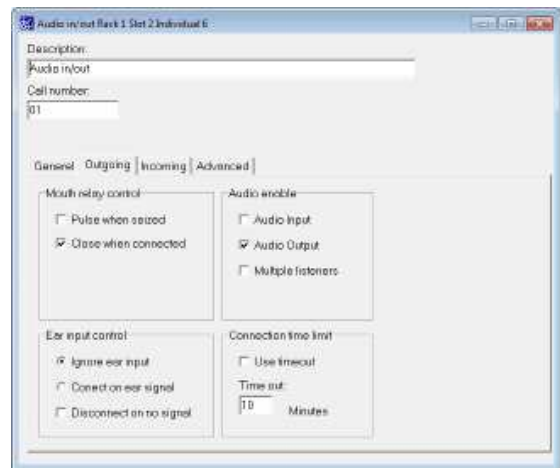 Audio in/out Rack 1 Slot 2 Individual 6
Description:
Audio in/out
Call number:
01
General Outgoing Incoming Advanced
Mouth relay control
Pulse when seized
Close when connected
Audio enable
Audio Input
Audio Output
Multiple listeners
Ear input control
Ignore ear input
Conect on ear signal
Disconnect on no signal
Connection time limit
Use timeout
Time out:
10 Minutes